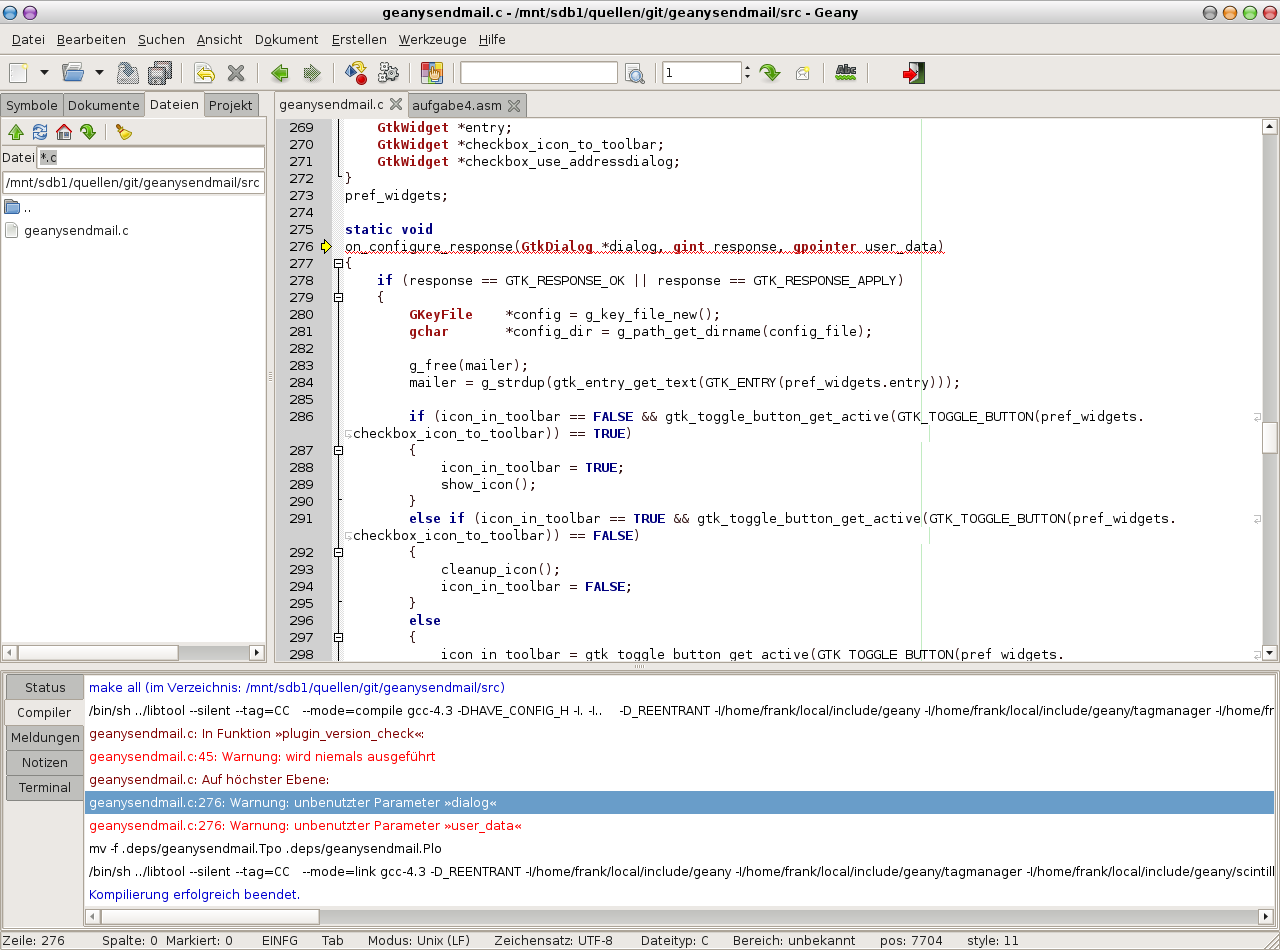 geanysendmail.c - /mnt/sdb1/quellen/git/geanysendmail/src - Geany
Datei Bearbeiten Suchen Ansicht Dokument Erstellen Werkzeuge Hilfe
1 Abc
Symbole Dokumente Dateien Projekt
geanysendmail.c aufgabe4.asm
Datei *.c
/mnt/sdb1/quellen/git/geanysendmail/src
..
geanysendmail.c
269 GtkWidget *entry;
270 GtkWidget *checkbox_icon_to_toolbar;
271 GtkWidget *checkbox_use_addressdialog;
272 }
273 pref_widgets;
274
275 static void
276 on_configure_response(GtkDialog *dialog, gint response, gpointer user_data)
277 {
278 if (response == GTK_RESPONSE_OK || response == GTK_RESPONSE_APPLY)
279 {
280 GKeyFile *config = g_key_file_new();
281 gchar *config_dir = g_path_get_dirname(config_file);
282
283 g_free(mailer);
284 mailer = g_strdup(gtk_entry_get_text(GTK_ENTRY(pref_widgets.entry)));
285
286 if (icon_in_toolbar == FALSE && gtk_toggle_button_get_active(GTK_TOGGLE_BUTTON(pref_widgets.
checkbox_icon_to_toolbar)) == TRUE)
287 {
288 icon_in_toolbar = TRUE;
289 show_icon();
290 }
291 else if (icon_in_toolbar == TRUE && gtk_toggle_button_get_active(GTK_TOGGLE_BUTTON(pref_widgets.
checkbox_icon_to_toolbar)) == FALSE)
292 {
293 cleanup_icon();
294 icon_in_toolbar = FALSE;
295 }
296 else
297 {
298 icon_in_toolbar = gtk_toggle_button_get_active(GTK_TOGGLE_BUTTON(pref_widgets.
Status
Compiler
Meldungen
Notizen
Terminal
make all (im Verzeichnis: /mnt/sdb1/quellen/git/geanysendmail/src)
/bin/sh ../libtool --silent --tag=CC --mode=compile gcc-4.3 -DHAVE_CONFIG_H -I. -I.. -D_REENTRANT -I/home/frank/local/include/geany -I/home/frank/local/include/geany/tagmanager -I/home/fr
geanysendmail.c: In Funktion »plugin_version_check«:
geanysendmail.c:45: Warnung: wird niemals ausgeführt
geanysendmail.c: Auf höchster Ebene:
geanysendmail.c:276: Warnung: unbenutzter Parameter »dialog«
geanysendmail.c:276: Warnung: unbenutzter Parameter »user_data«
mv -f .deps/geanysendmail.Tpo .deps/geanysendmail.Plo
/bin/sh ../libtool --silent --tag=CC --mode=link gcc-4.3 -D_REENTRANT -I/home/frank/local/include/geany -I/home/frank/local/include/geany/tagmanager -I/home/frank/local/include/geany/scintill
Kompilierung erfolgreich beendet.
Zeile: 276 Spalte: 0 Markiert: 0 EINFG Tab Modus: Unix (LF) Zeichensatz: UTF-8 Dateityp: C Bereich: unbekannt pos: 7704 style: 11